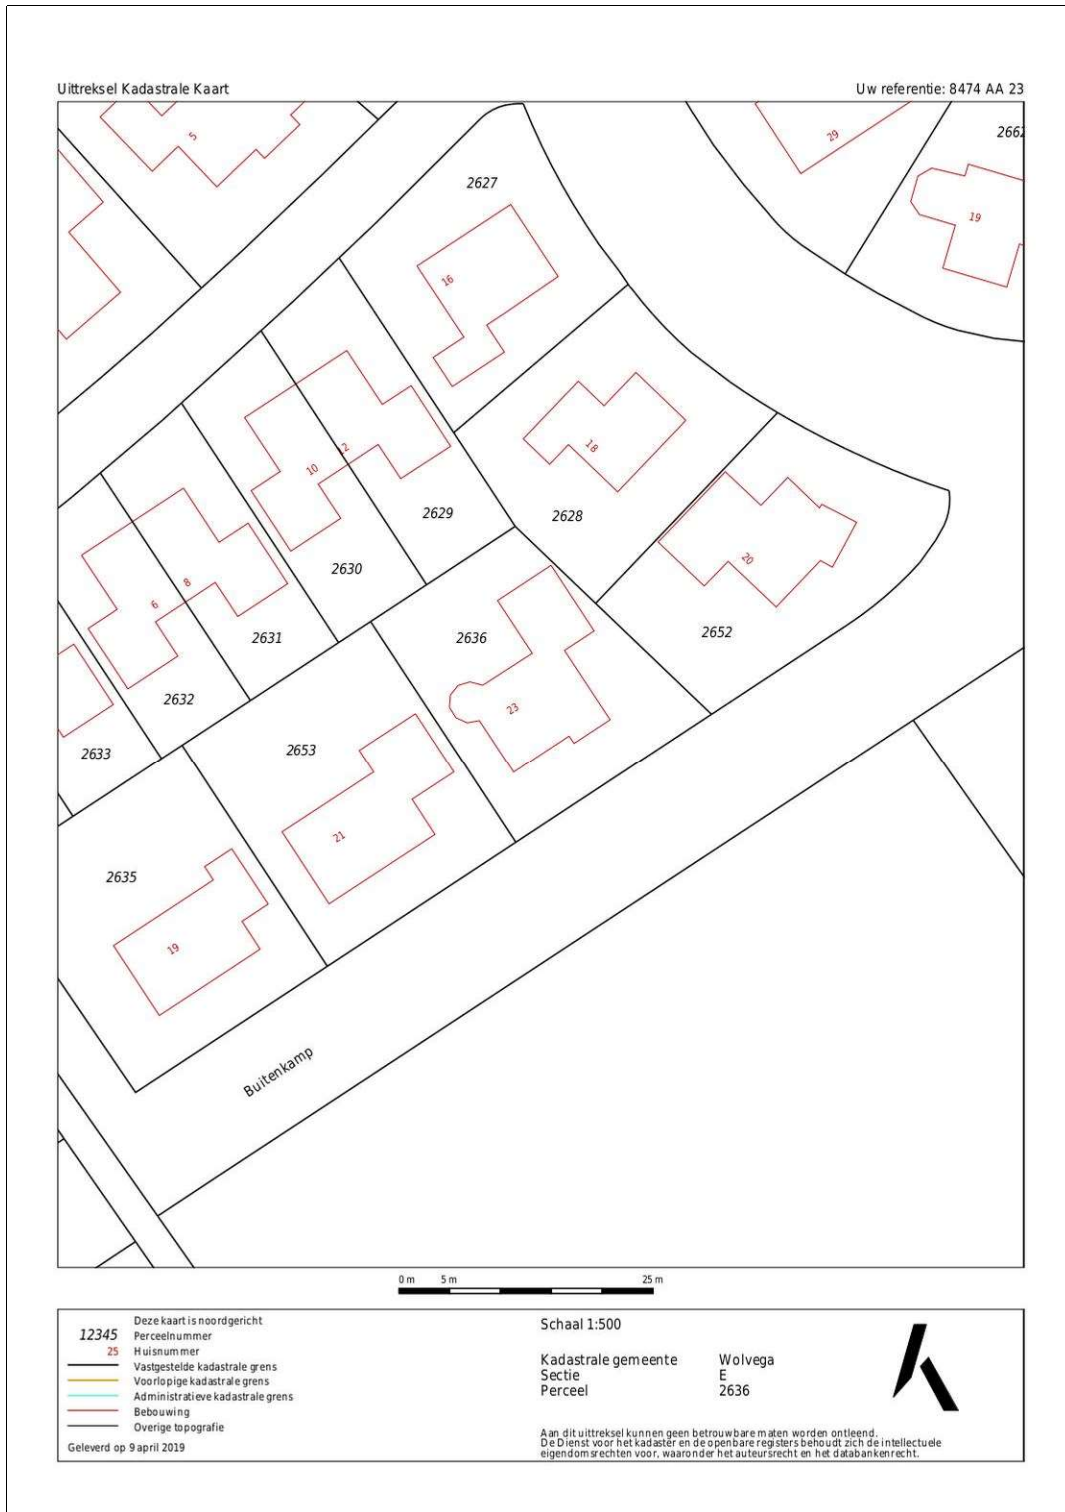 Uittreksel Kadastrale Kaart
Uw referentie: 8474 AA 23
5
29
2662
19
2627
16
18
10
12
2629
2628
2630
20
8
6
2631
2636
2652
2632
23
2653
2633
21
2635
19
Buitenkamp
0 m 5 m 25 m
Deze kaart is noordgericht
12345 Perceelnummer
25 Huisnummer
Vastgestelde kadastrale grens
Voorlopige kadastrale grens
Administratieve kadastrale grens
Bebouwing
Overige topografie
Geleverd op 9 april 2019
Schaal 1:500
Kadastrale gemeente Wolvega
Sectie E
Perceel 2636
Aan dit uittreksel kunnen geen betrouwbare maten worden ontleend.
De Dienst voor het kadaster en de openbare registers behoudt zich de intellectuele
eigendomsrechten voor, waaronder het auteursrecht en het databankenrecht.